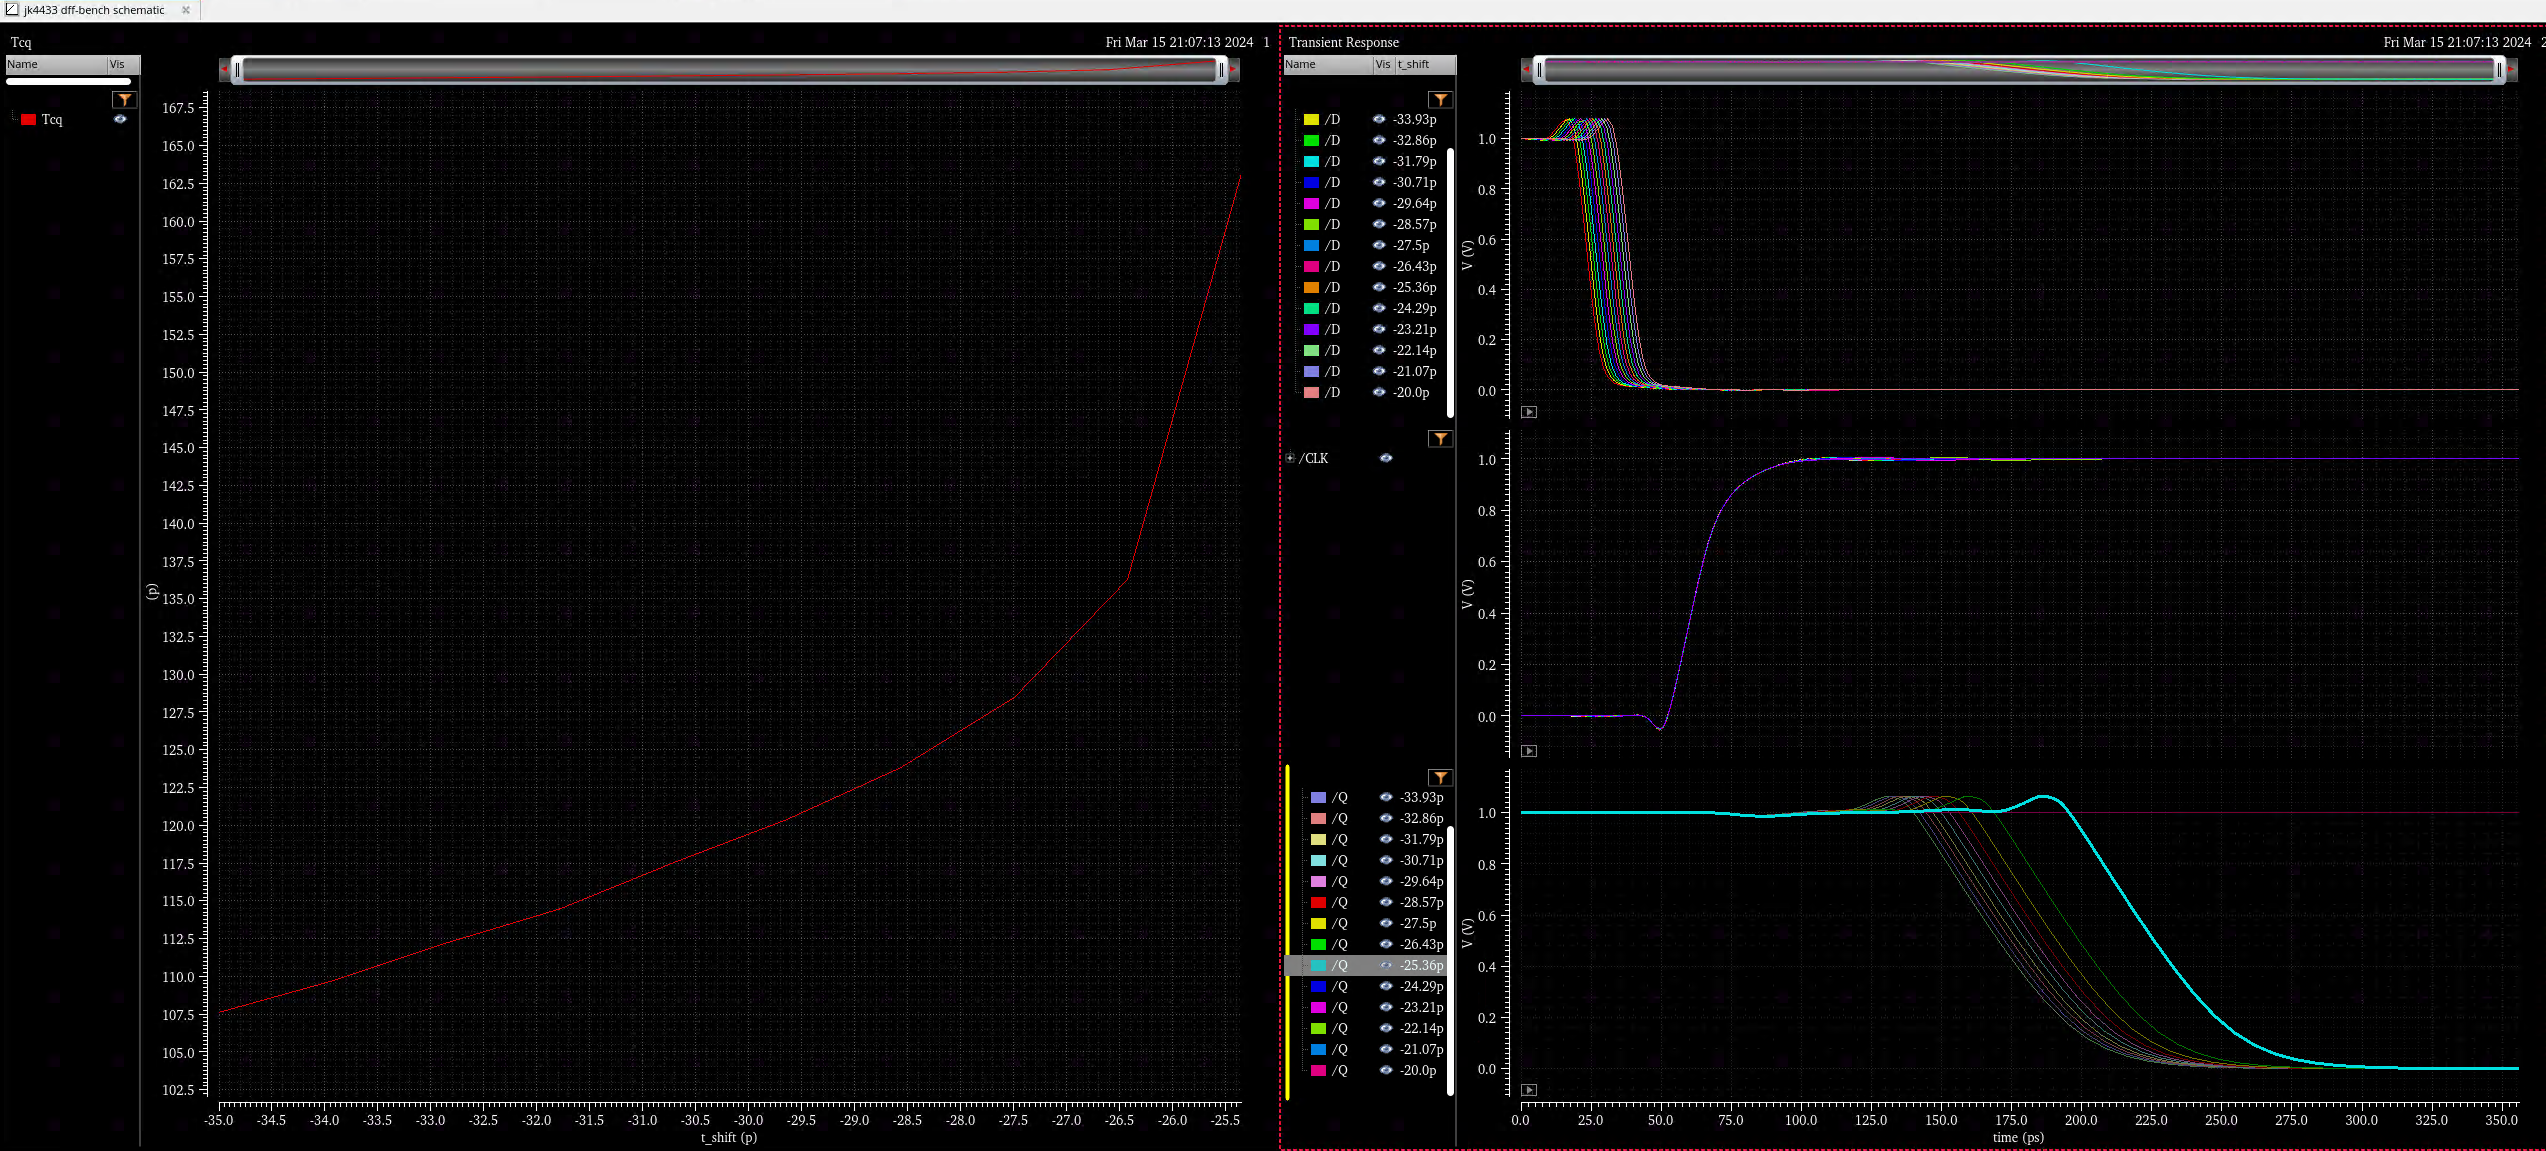 jk4433 dff-bench schematic
Tcq
Fri Mar 15 21:07:13 2024 1
Name Vis
Tcq
167.5
165.0
162.5
160.0
157.5
155.0
152.5
150.0
147.5
145.0
142.5
140.0
137.5
135.0
132.5
130.0
127.5
125.0
122.5
120.0
117.5
115.0
112.5
110.0
107.5
105.0
102.5
(p)
-35.0 -34.5 -34.0 -33.5 -33.0 -32.5 -32.0 -31.5 -31.0 -30.5 -30.0 -29.5 -29.0 -28.5 -28.0 -27.5 -27.0 -26.5 -26.0 -25.5
t_shift (p)
Transient Response
Fri Mar 15 21:07:13 2024 2
Name Vis t_shift
/D -33.93p
/D -32.86p
/D -31.79p
/D -30.71p
/D -29.64p
/D -28.57p
/D -27.5p
/D -26.43p
/D -25.36p
/D -24.29p
/D -23.21p
/D -22.14p
/D -21.07p
/D -20.0p
1.0
0.8
0.6
0.4
0.2
0.0
V (V)
/CLK
1.0
0.8
0.6
0.4
0.2
0.0
V (V)
/Q -33.93p
/Q -32.86p
/Q -31.79p
/Q -30.71p
/Q -29.64p
/Q -28.57p
/Q -27.5p
/Q -26.43p
/Q -25.36p
/Q -24.29p
/Q -23.21p
/Q -22.14p
/Q -21.07p
/Q -20.0p
1.0
0.8
0.6
0.4
0.2
0.0
V (V)
0.0 25.0 50.0 75.0 100.0 125.0 150.0 175.0 200.0 225.0 250.0 275.0 300.0 325.0 350.0
time (ps)